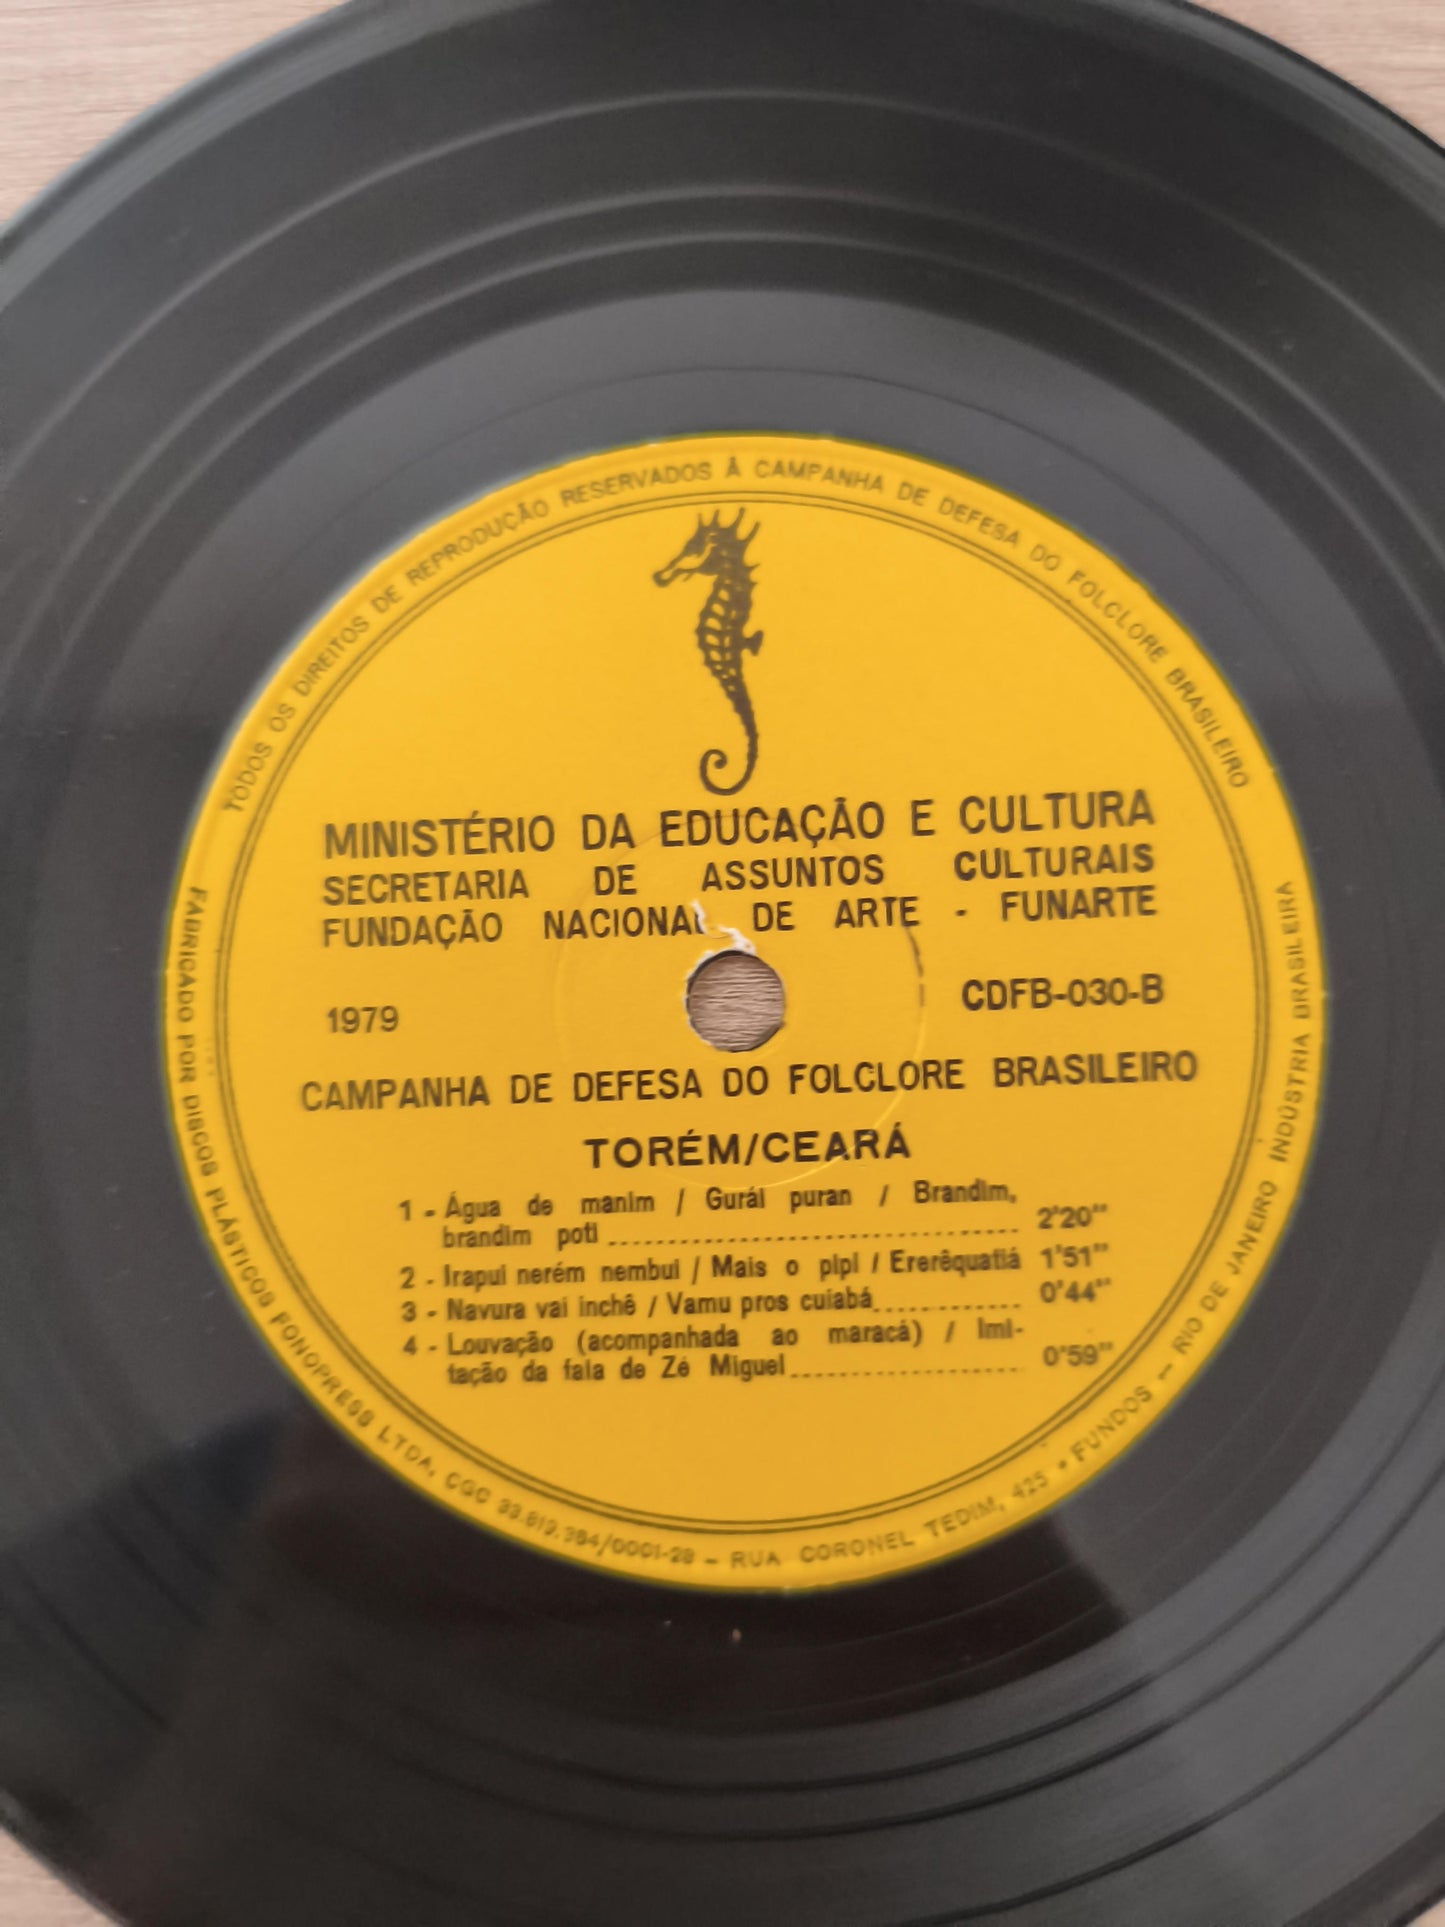 TODOS OS DIREITOS DE REPRODUÇÃO RESERVADOS À CAMPANHA DE DEFESA DO FOLCLORE BRASILEIRO
MINISTÉRIO DA EDUCAÇÃO E CULTURA
SECRETARIA DE ASSUNTOS CULTURAIS
FUNDAÇÃO NACIONAL DE ARTE - FUNARTE
1979
CDFB-030-B
CAMPANHA DE DEFESA DO FOLCLORE BRASILEIRO
TORÉM/CEARÁ
1 - Água de manim / Gurái puran / Brandim,
brandim poti ........................ 2'20"
2 - Irapui nerém nembui / Mais o pipi / Ererêquatiá 1'51"
3 - Navura vai inchê / Vamu pros cuiabá............ 0'44"
4 - Louvação (acompanhada ao maracá) / Imi-
tação da fala de Zé Miguel................... 0'59"
FABRICADO POR DISCOS PLÁSTICOS FONOPRESS LTDA, CGC 33.619.384/0001-28 – RUA CORONEL TEDIM, 425 • FUNDOS – RIO DE JANEIRO INDÚSTRIA BRASILEIRA